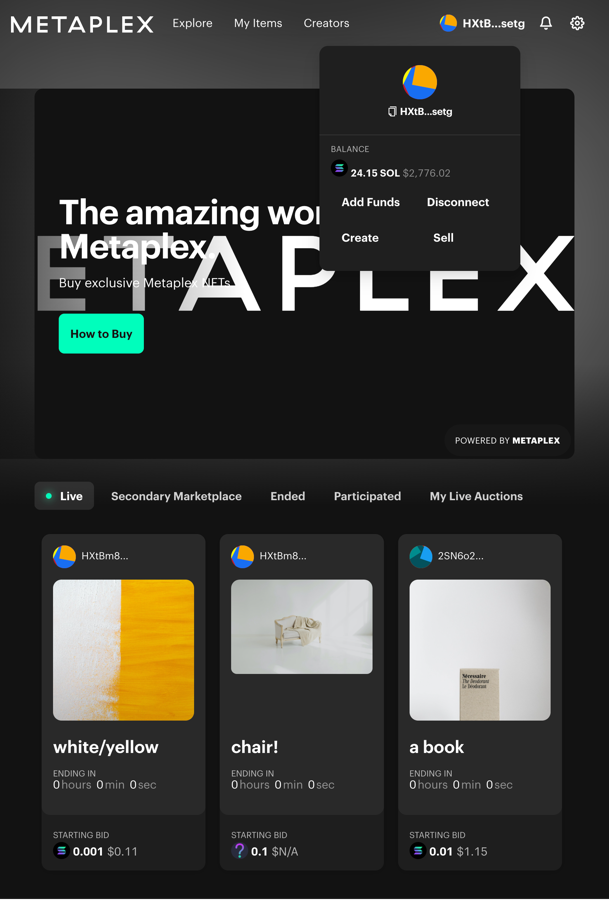 METAPLEX Explore My Items Creators HXtB...setg
HXtB...setg
BALANCE
24.15 SOL $2,776.02
Add Funds Disconnect
Create Sell
The amazing wor
Metaplex.
ETAPLEX
Buy exclusive Metaplex NFTs.
How to Buy
POWERED BY METAPLEX
Live Secondary Marketplace Ended Participated My Live Auctions
HXtBm8... HXtBm8... 2SN6o2...
Nécessaire
The Deodorant
Le Déodorant
white/yellow chair! a book
ENDING IN ENDING IN ENDING IN
0 hours 0 min 0 sec 0 hours 0 min 0 sec 0 hours 0 min 0 sec
STARTING BID STARTING BID STARTING BID
0.001 $0.11 ? 0.1 $N/A 0.01 $1.15